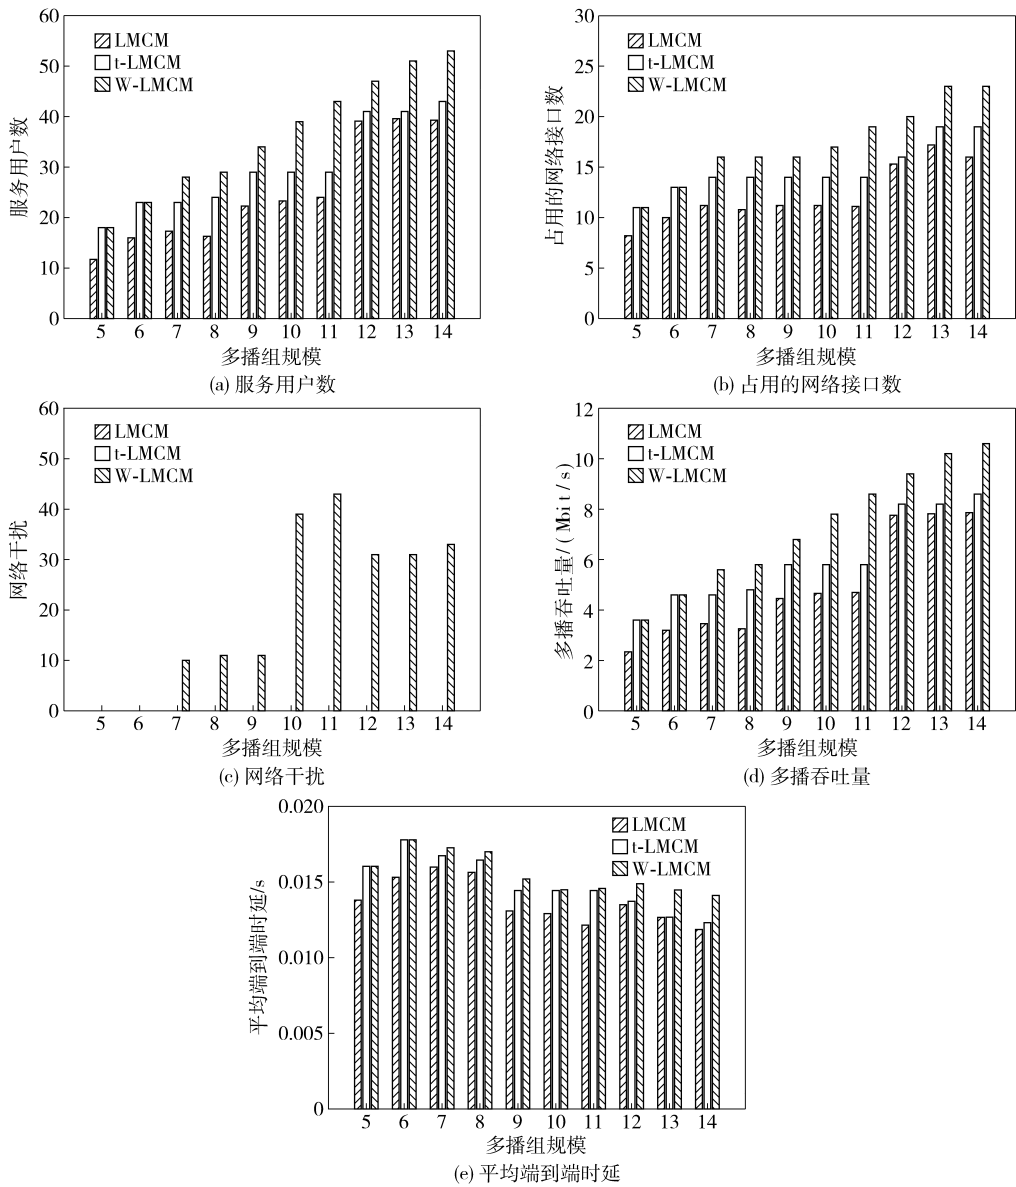 60
50
40
30
20
10
0
服务用户数
LMCM
t-LMCM
W-LMCM
5 6 7 8 9 10 11 12 13 14
多播组规模
(a) 服务用户数
30
25
20
15
10
5
0
占用的网络接口数
LMCM
t-LMCM
W-LMCM
5 6 7 8 9 10 11 12 13 14
多播组规模
(b) 占用的网络接口数
60
50
40
30
20
10
0
网络干扰
LMCM
t-LMCM
W-LMCM
5 6 7 8 9 10 11 12 13 14
多播组规模
(c) 网络干扰
12
10
8
6
4
2
0
多播吞吐量/(Mbit/s)
LMCM
t-LMCM
W-LMCM
5 6 7 8 9 10 11 12 13 14
多播组规模
(d) 多播吞吐量
0.020
0.015
0.010
0.005
0
平均端到端时延/s
LMCM
t-LMCM
W-LMCM
5 6 7 8 9 10 11 12 13 14
多播组规模
(e) 平均端到端时延